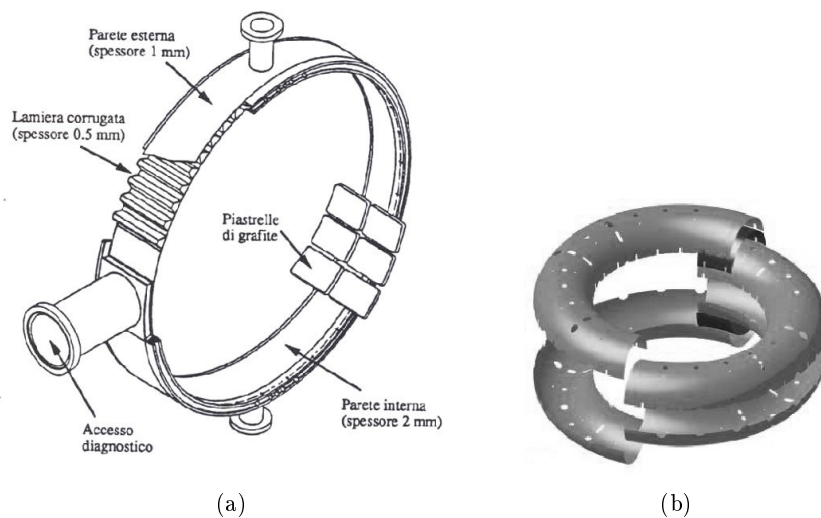 Parete esterna
(spessore 1 mm)
Lamiera corrugata
(spessore 0.5 mm)
Piastrelle
di grafite
Parete interna
(spessore 2 mm)
Accesso
diagnostico
(a)
(b)